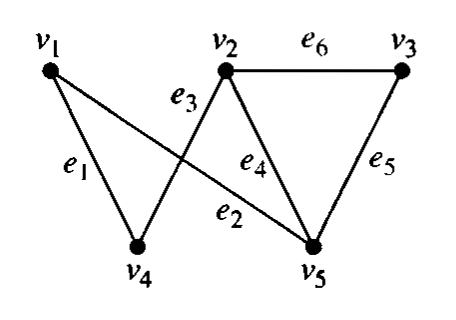 v₁ v₂ e₆ v₃
e₃
e₁ e₄ e₅
e₂
v₄ v₅